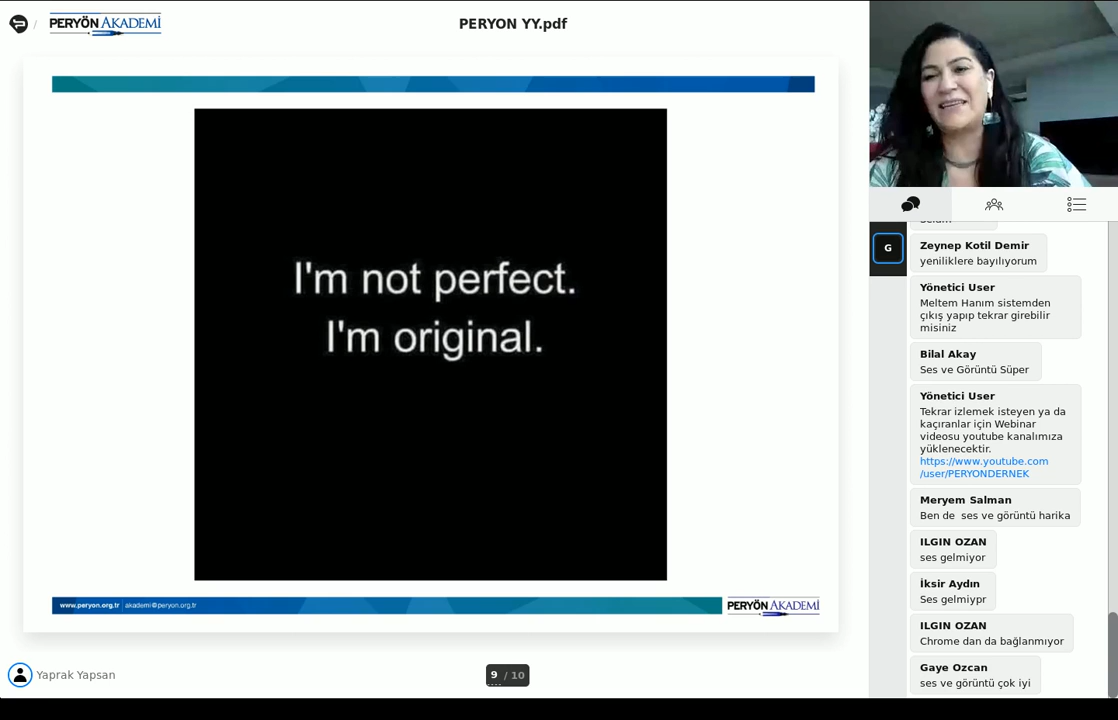 PERYÖN AKADEMİ
PERYON YY.pdf
I'm not perfect.
I'm original.
www.peryon.org.tr | akademi@peryon.org.tr
PERYÖN AKADEMİ
Yaprak Yapsan
9 / 10
G
Zeynep Kotil Demir
yeniliklere bayılıyorum
Yönetici User
Meltem Hanım sistemden
çıkış yapıp tekrar girebilir
misiniz
Bilal Akay
Ses ve Görüntü Süper
Yönetici User
Tekrar izlemek isteyen ya da
kaçıranlar için Webinar
videosu youtube kanalımıza
yüklenecektir.
https://www.youtube.com
/user/PERYONDERNEK
Meryem Salman
Ben de  ses ve görüntü harika
ILGIN OZAN
ses gelmiyor
İksir Aydın
Ses gelmiypr
ILGIN OZAN
Chrome dan da bağlanmıyor
Gaye Ozcan
ses ve görüntü çok iyi